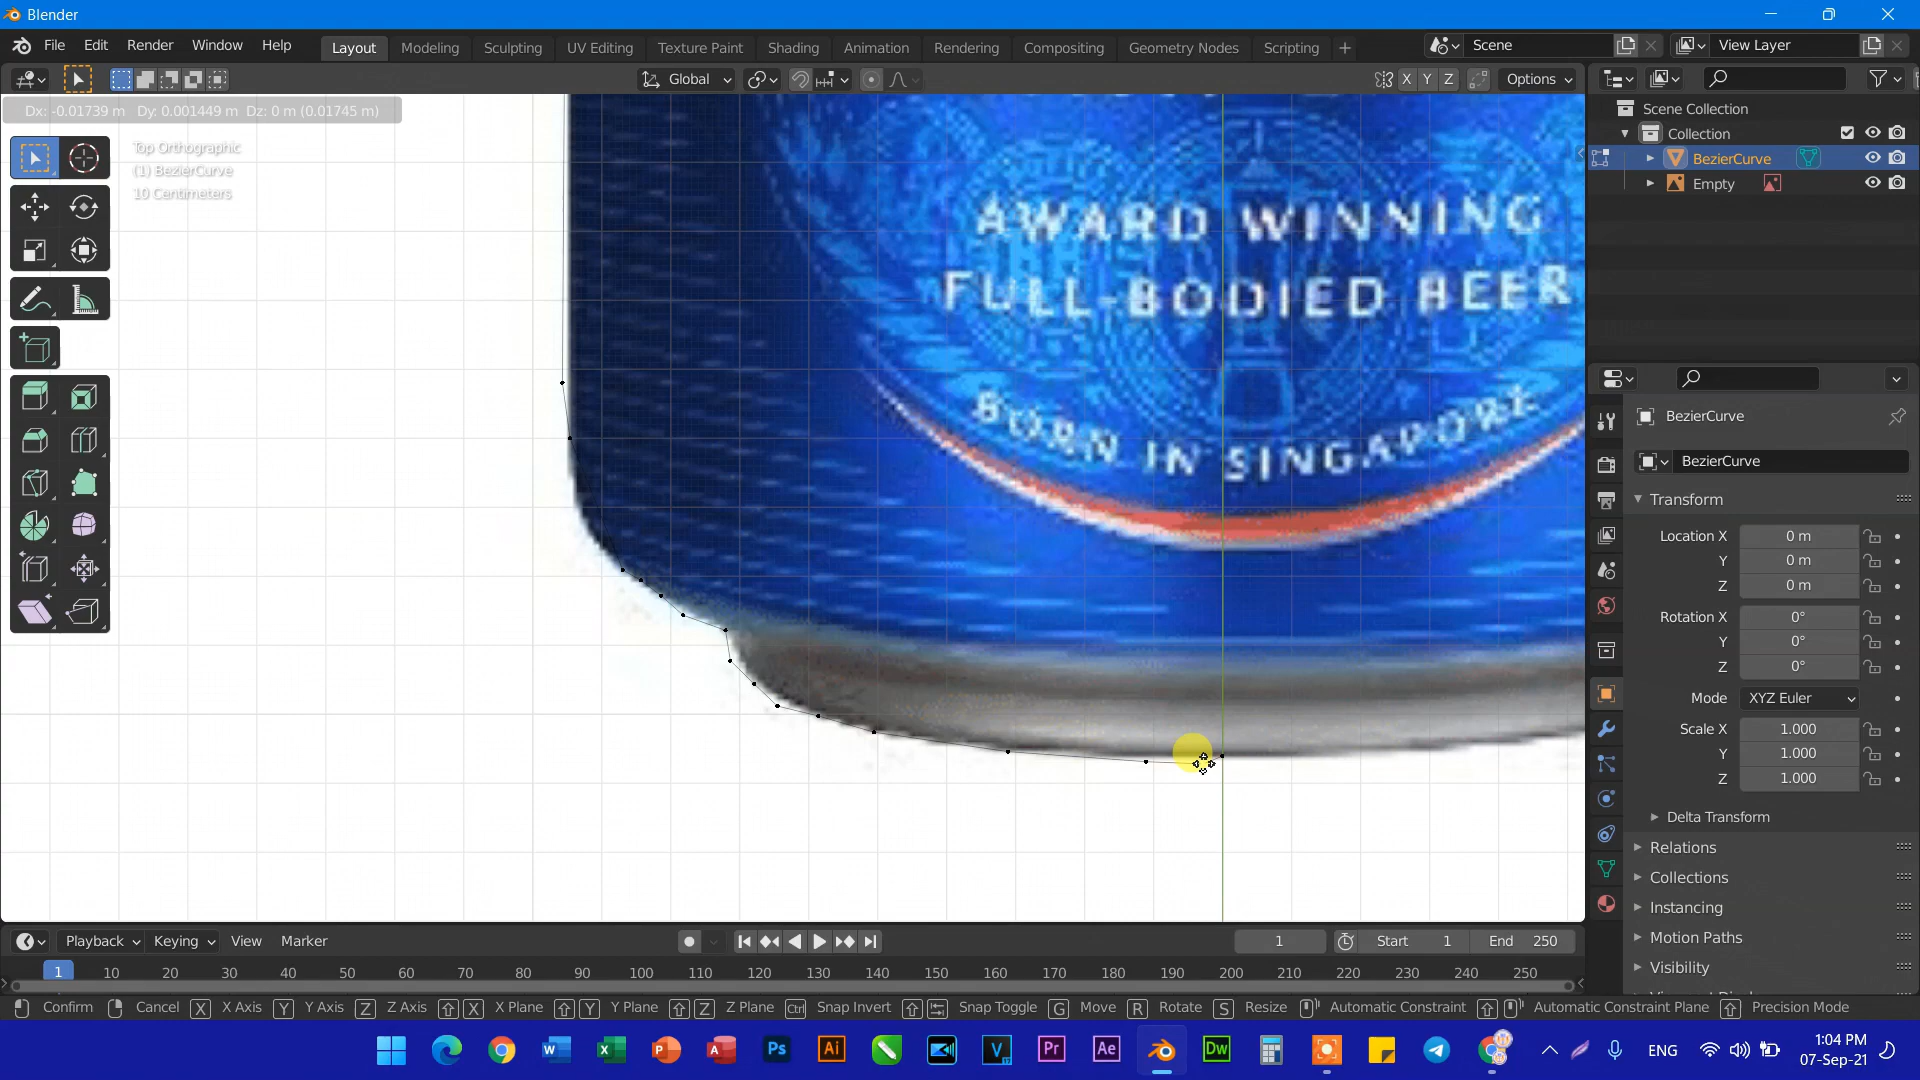 Blender
File Edit Render Window Help
Layout Modeling Sculpting UV Editing Texture Paint Shading Animation Rendering Compositing Geometry Nodes Scripting
Scene
View Layer
Global
X Y Z
Options
Dx: -0.01739 m Dy: 0.001449 m Dz: 0 m (0.01745 m)
Top Orthographic
(1) BezierCurve
10 Centimeters
AWARD WINNING
FULL-BODIED BEER
BORN IN SINGAPORE
Scene Collection
Collection
BezierCurve
Empty
BezierCurve
BezierCurve
Transform
Location X 0 m
Y 0 m
Z 0 m
Rotation X 0°
Y 0°
Z 0°
Mode XYZ Euler
Scale X 1.000
Y 1.000
Z 1.000
Delta Transform
Relations
Collections
Instancing
Motion Paths
Visibility
Playback Keying View Marker
1
Start 1 End 250
1 10 20 30 40 50 60 70 80 90 100 110 120 130 140 150 160 170 180 190 200 210 220 230 240 250
Confirm Cancel X X Axis Y Y Axis Z Z Axis X X Plane Y Y Plane Z Z Plane Ctrl Snap Invert Snap Toggle G Move R Rotate S Resize Automatic Constraint Automatic Constraint Plane Precision Mode
Ps Ai V Pr Ae Dw
ENG
1:04 PM
07-Sep-21